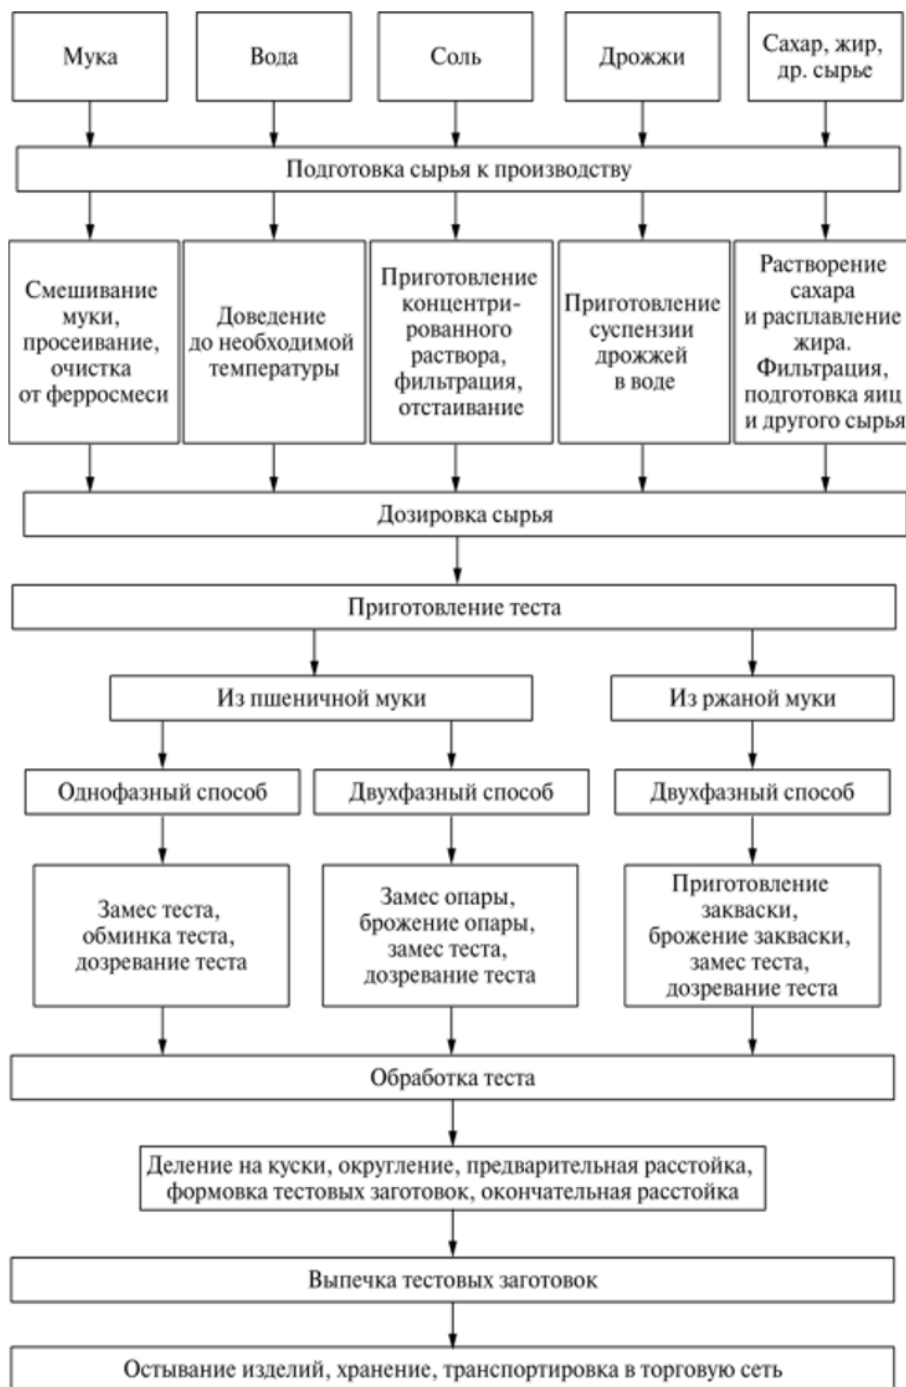 Мука
Вода
Соль
Дрожжи
Сахар, жир,
др. сырье
Подготовка сырья к производству
Смешивание
муки,
просеивание,
очистка
от ферросмеси
Доведение
до необходимой
температуры
Приготовление
концентри-
рованного
раствора,
фильтрация,
отстаивание
Приготовление
суспензии
дрожжей
в воде
Растворение
сахара
и расплавление
жира.
Фильтрация,
подготовка яиц
и другого сырья
Дозировка сырья
Приготовление теста
Из пшеничной муки
Из ржаной муки
Однофазный способ
Двухфазный способ
Двухфазный способ
Замес теста,
обминка теста,
дозревание теста
Замес опары,
брожение опары,
замес теста,
дозревание теста
Приготовление
закваски,
брожение закваски,
замес теста,
дозревание теста
Обработка теста
Деление на куски, округление, предварительная расстойка,
формовка тестовых заготовок, окончательная расстойка
Выпечка тестовых заготовок
Остывание изделий, хранение, транспортировка в торговую сеть